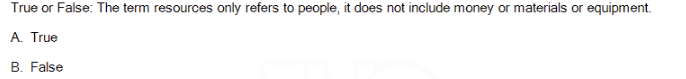 True or False: The term resources only refers to people, it does not include money or materials or equipment.
A. True
B. False